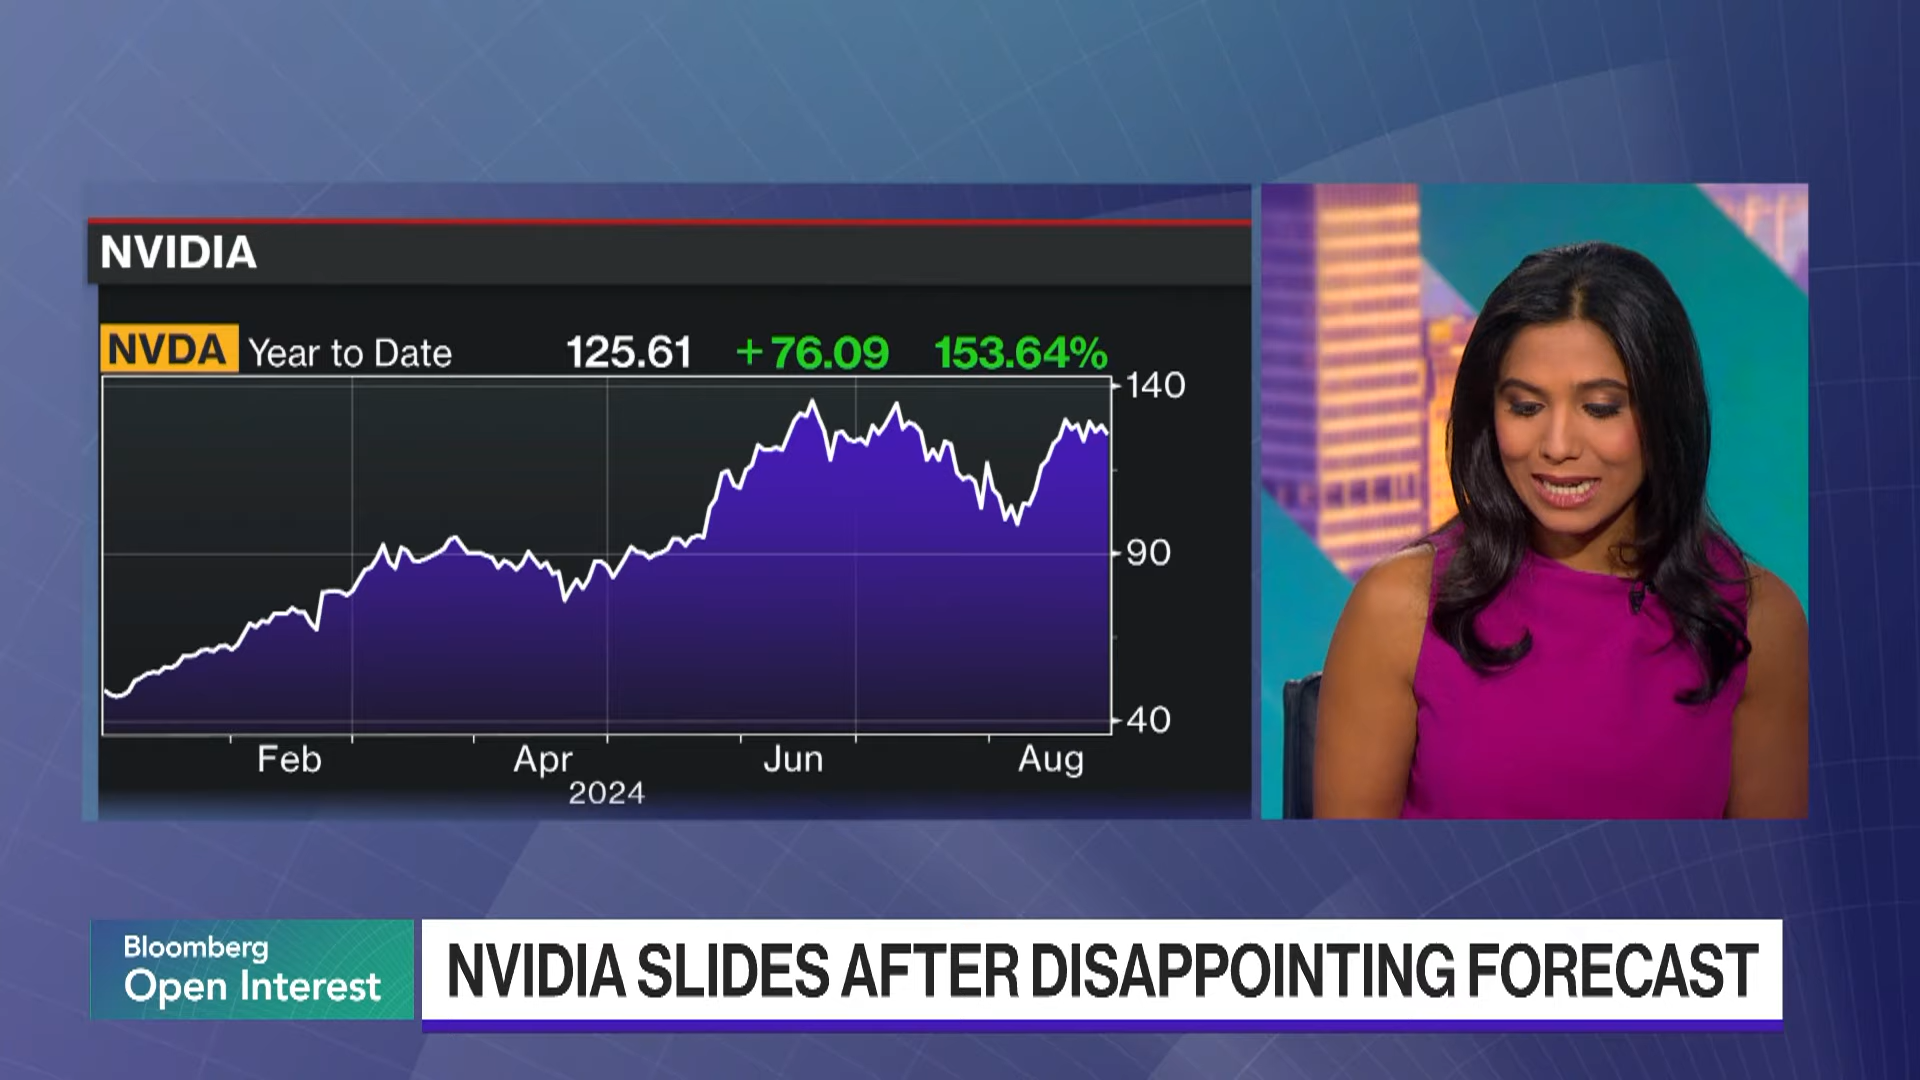 NVIDIA
NVDA Year to Date 125.61 +76.09 153.64%
140
90
40
Feb Apr Jun Aug
2024
Bloomberg
Open Interest
NVIDIA SLIDES AFTER DISAPPOINTING FORECAST